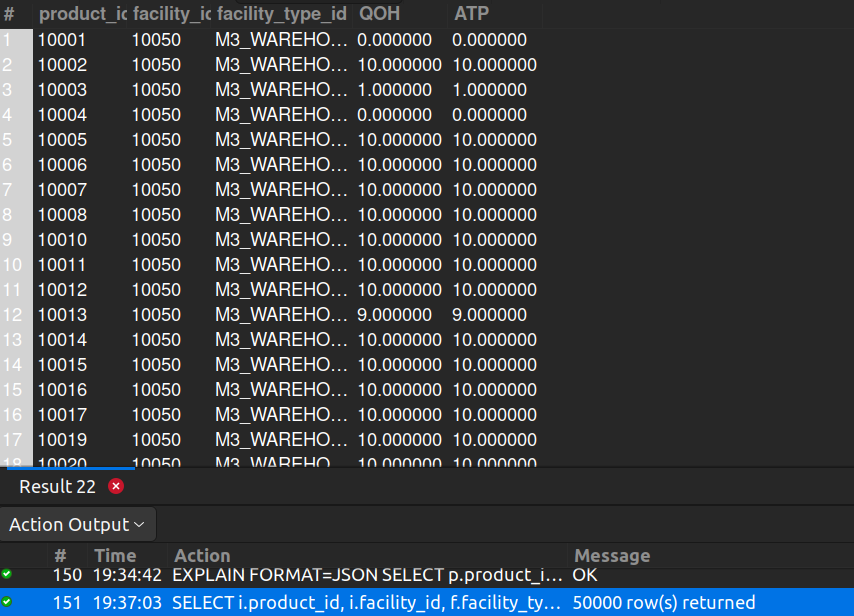 # product_id facility_id facility_type_id QOH ATP
1 10001 10050 M3_WAREHO... 0.000000 0.000000
2 10002 10050 M3_WAREHO... 10.000000 10.000000
3 10003 10050 M3_WAREHO... 1.000000 1.000000
4 10004 10050 M3_WAREHO... 0.000000 0.000000
5 10005 10050 M3_WAREHO... 10.000000 10.000000
6 10006 10050 M3_WAREHO... 10.000000 10.000000
7 10007 10050 M3_WAREHO... 10.000000 10.000000
8 10008 10050 M3_WAREHO... 10.000000 10.000000
9 10010 10050 M3_WAREHO... 10.000000 10.000000
10 10011 10050 M3_WAREHO... 10.000000 10.000000
11 10012 10050 M3_WAREHO... 10.000000 10.000000
12 10013 10050 M3_WAREHO... 9.000000 9.000000
13 10014 10050 M3_WAREHO... 10.000000 10.000000
14 10015 10050 M3_WAREHO... 10.000000 10.000000
15 10016 10050 M3_WAREHO... 10.000000 10.000000
16 10017 10050 M3_WAREHO... 10.000000 10.000000
17 10019 10050 M3_WAREHO... 10.000000 10.000000
18 10020 10050 M3_WAREHO... 10.000000 10.000000
Result 22
Action Output
# Time Action Message
150 19:34:42 EXPLAIN FORMAT=JSON SELECT p.product_i... OK
151 19:37:03 SELECT i.product_id, i.facility_id, f.facility_ty... 50000 row(s) returned